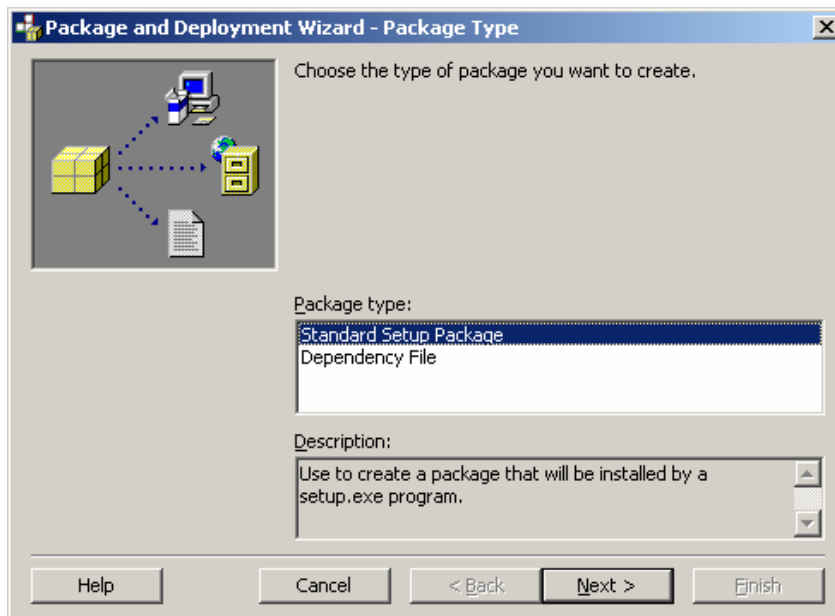 Package and Deployment Wizard - Package Type
Choose the type of package you want to create.
Package type:
Standard Setup Package
Dependency File
Description:
Use to create a package that will be installed by a
setup.exe program.
Help
Cancel
< Back
Next >
Finish